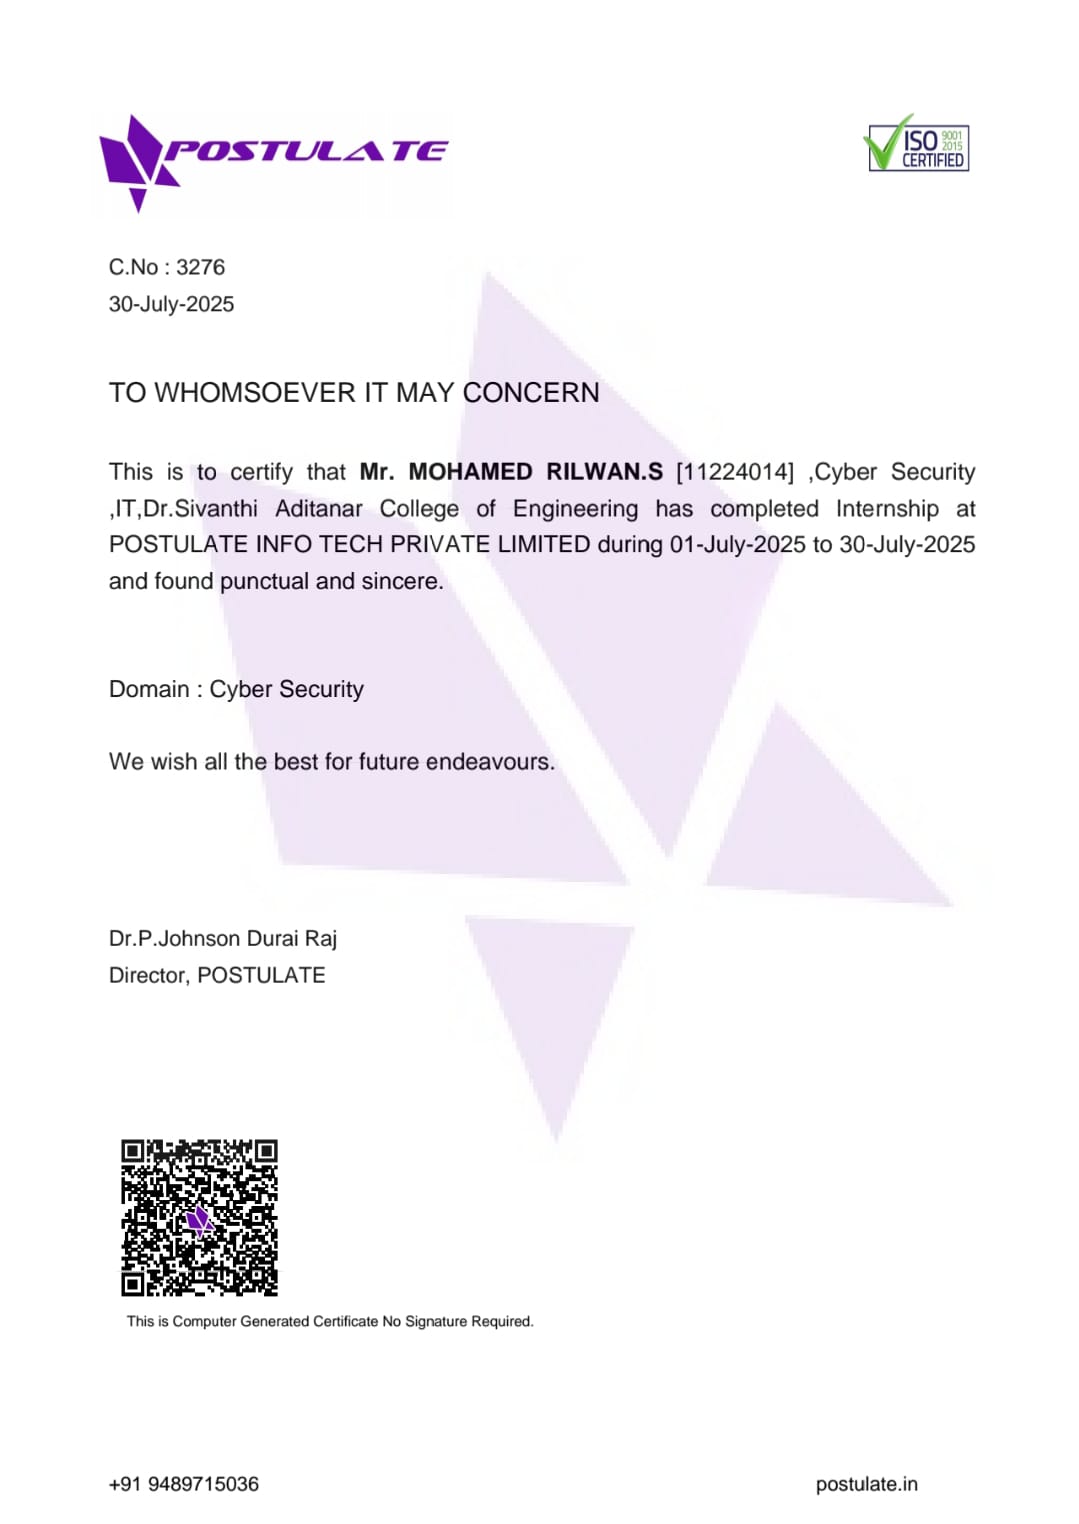 POSTULATE
ISO 9001
2015
CERTIFIED
C.No : 3276
30-July-2025
TO WHOMSOEVER IT MAY CONCERN
This is to certify that Mr. MOHAMED RILWAN.S [11224014] ,Cyber Security
,IT,Dr.Sivanthi Aditanar College of Engineering has completed Internship at
POSTULATE INFO TECH PRIVATE LIMITED during 01-July-2025 to 30-July-2025
and found punctual and sincere.
Domain : Cyber Security
We wish all the best for future endeavours.
Dr.P.Johnson Durai Raj
Director, POSTULATE
This is Computer Generated Certificate No Signature Required.
+91 9489715036
postulate.in